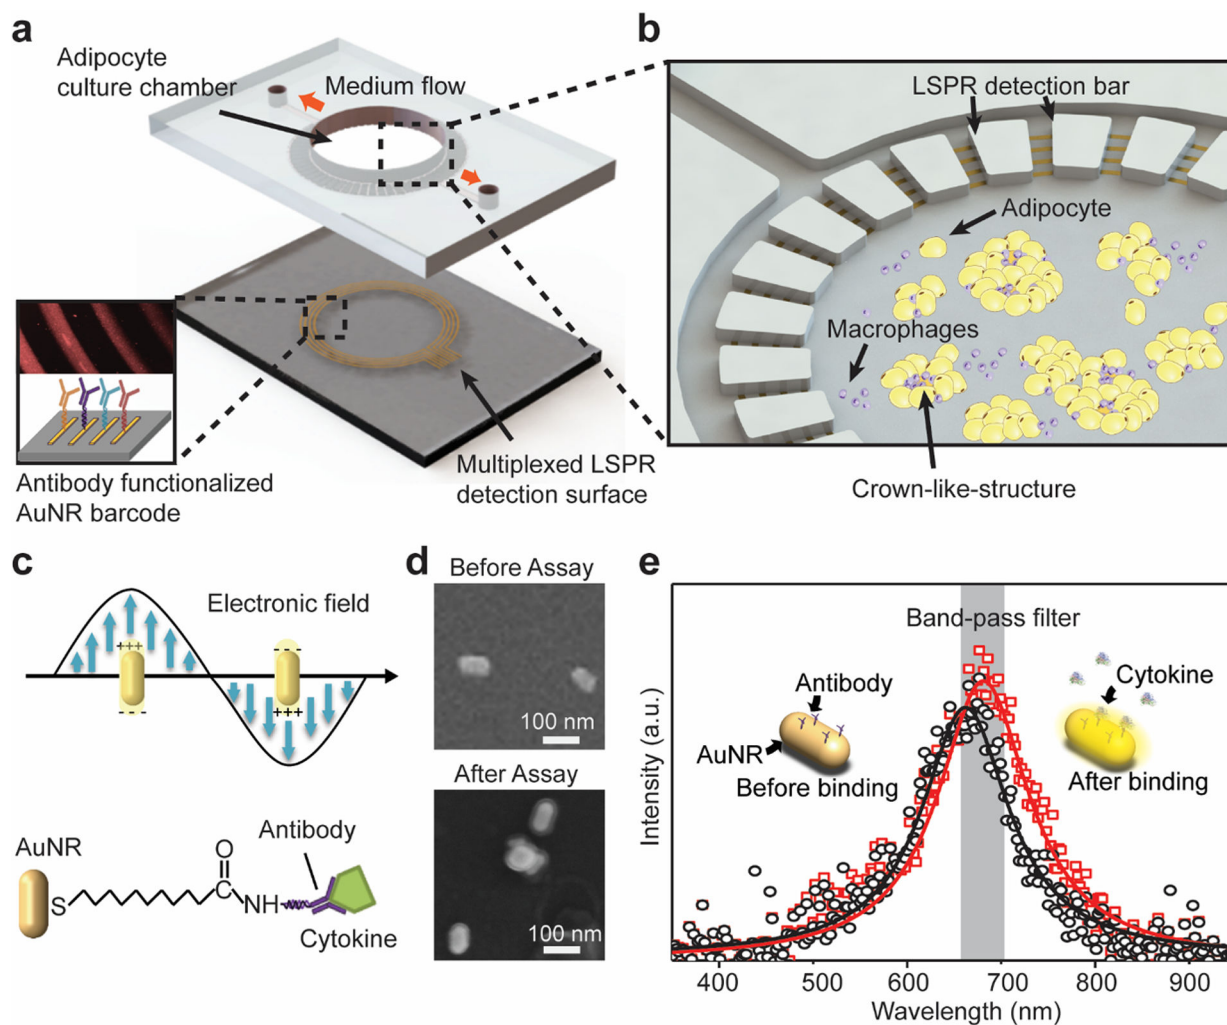 a
Adipocyte
culture chamber
Medium flow
Antibody functionalized
AuNR barcode
Multiplexed LSPR
detection surface
b
LSPR detection bar
Adipocyte
Macrophages
Crown-like-structure
c
Electronic field
+++
- - -
- - -
+++
AuNR
S
O
C
NH
Antibody
Cytokine
d
Before Assay
100 nm
After Assay
100 nm
e
Band-pass filter
Antibody
AuNR
Before binding
Cytokine
After binding
Intensity (a.u.)
400 500 600 700 800 900
Wavelength (nm)